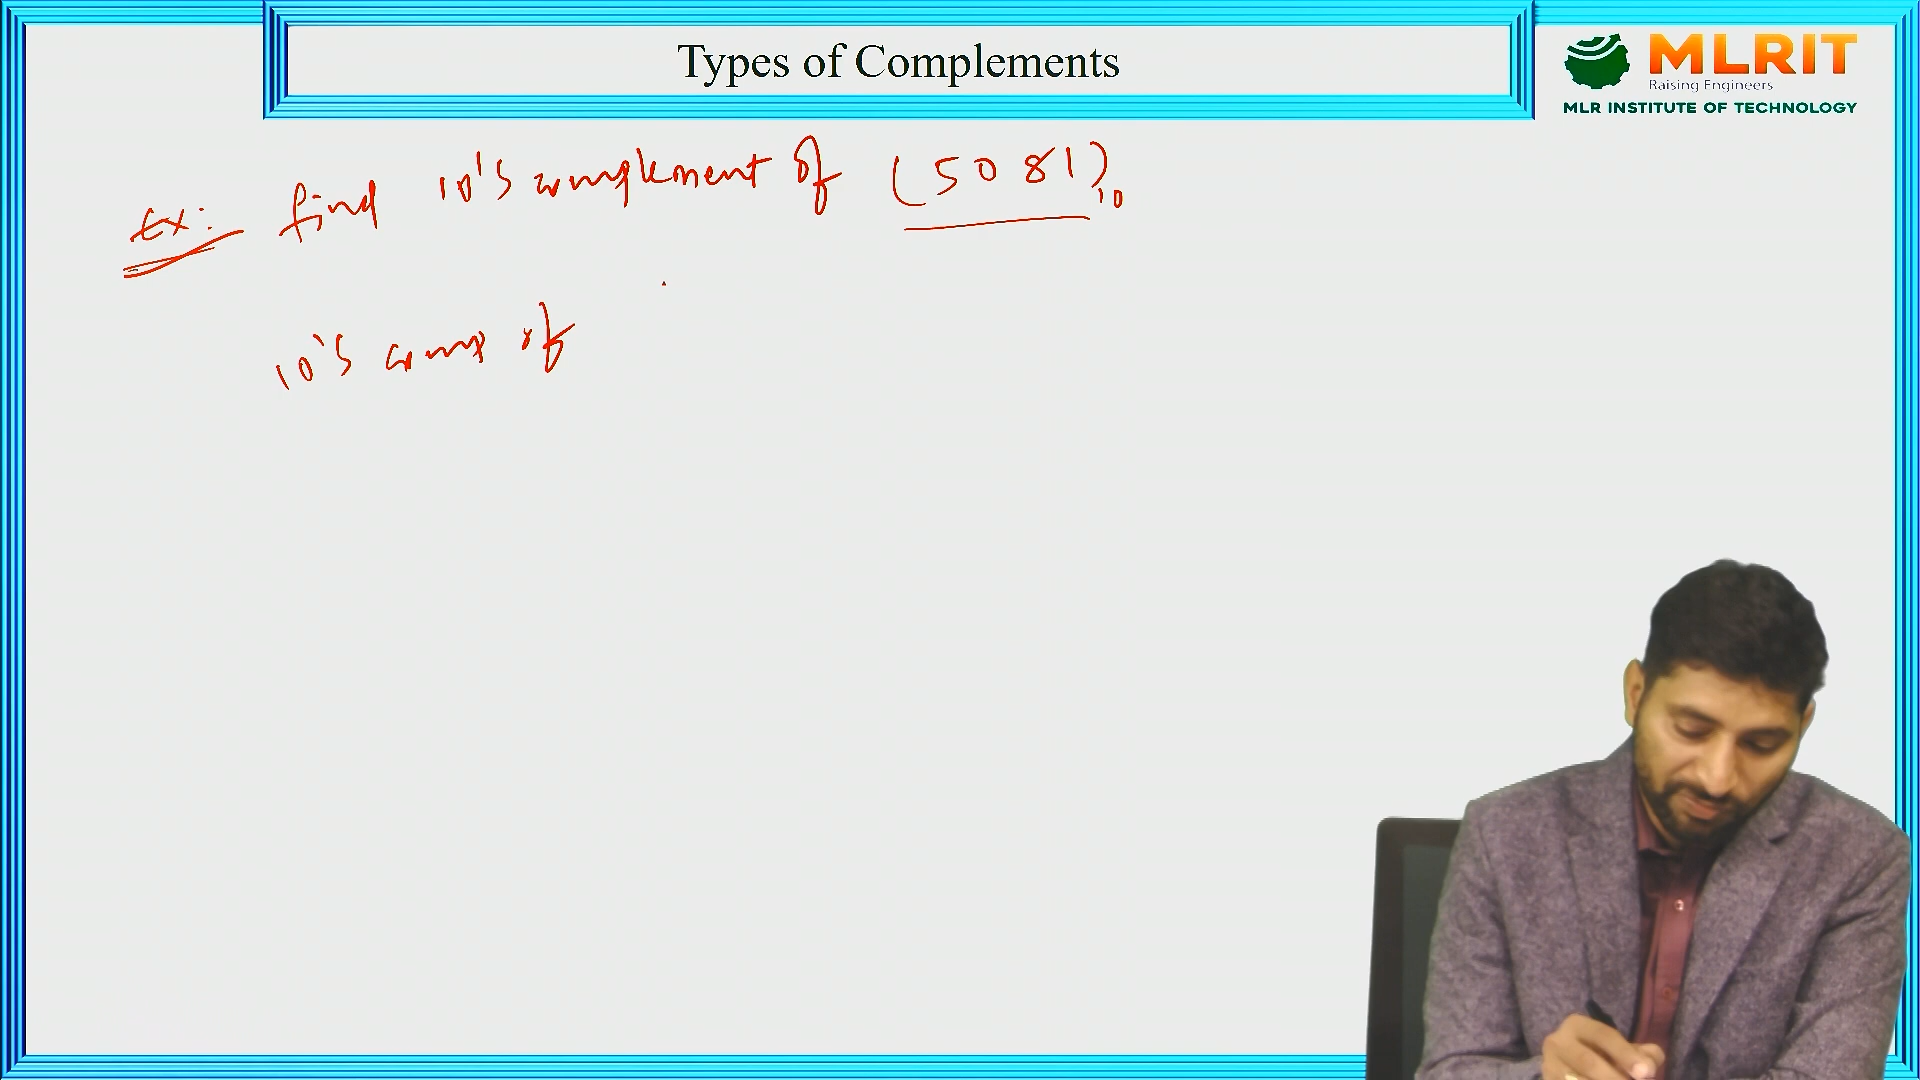 Types of Complements
MLRIT
Raising Engineers
MLR INSTITUTE OF TECHNOLOGY
Ex: find 10's complement of (5081)10
10's comp of